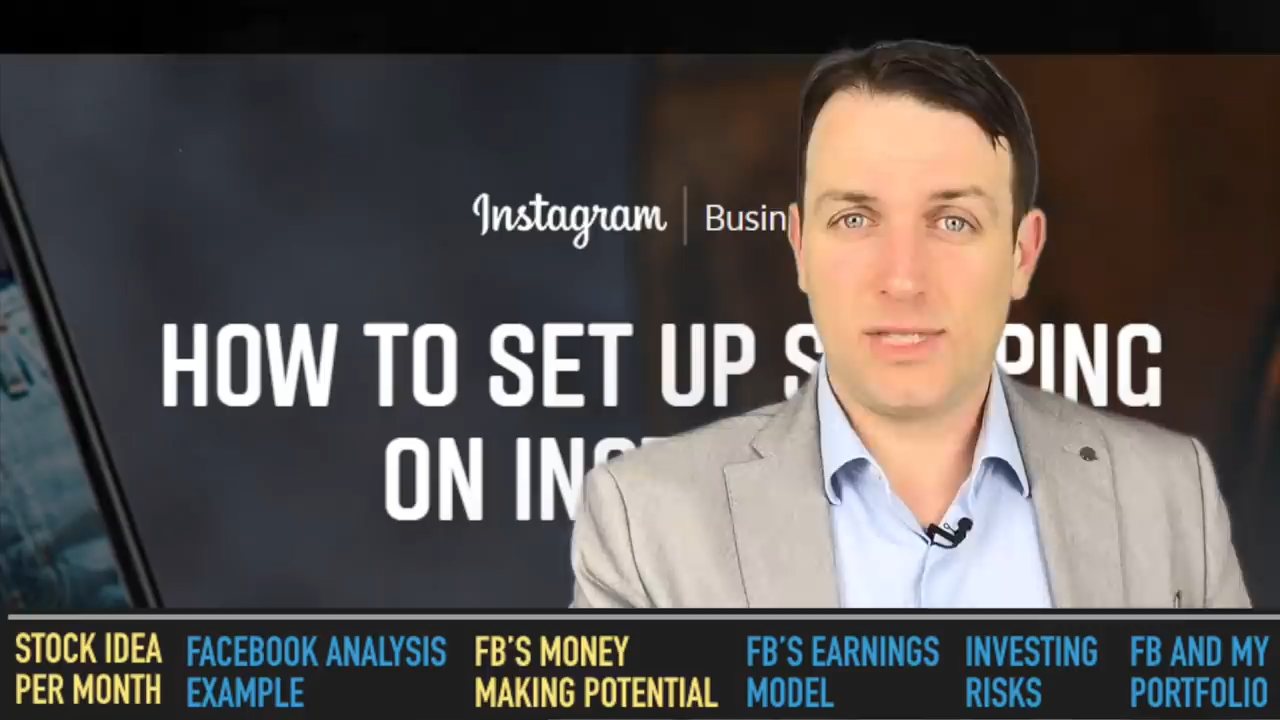 Instagram | Busin
HOW TO SET UP S PING
ON INS
STOCK IDEA
PER MONTH
FACEBOOK ANALYSIS
EXAMPLE
FB'S MONEY
MAKING POTENTIAL
FB'S EARNINGS
MODEL
INVESTING
RISKS
FB AND MY
PORTFOLIO